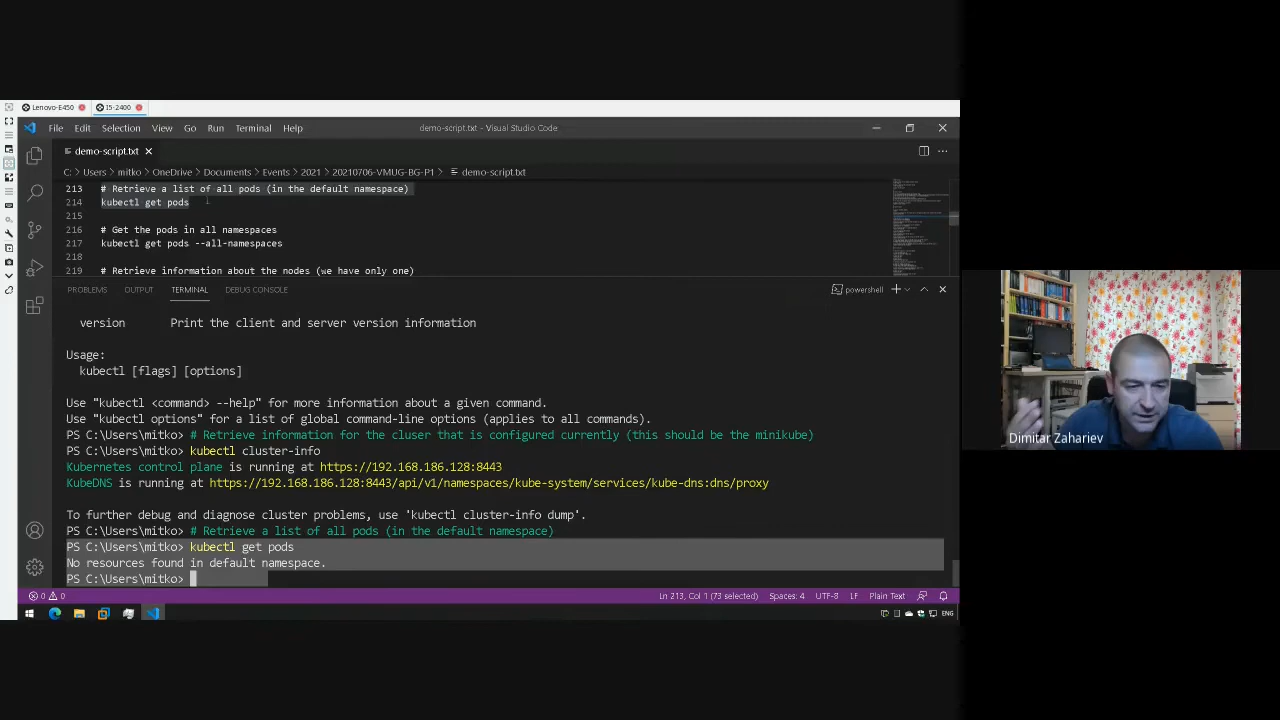 Lenovo-E450
I5-2400
File Edit Selection View Go Run Terminal Help
demo-script.txt - Visual Studio Code
demo-script.txt
C: > Users > mitko > OneDrive > Documents > Events > 2021 > 20210706-VMUG-BG-P1 > demo-script.txt
213 # Retrieve a list of all pods (in the default namespace)
214 kubectl get pods
215
216 # Get the pods in all namespaces
217 kubectl get pods --all-namespaces
218
219 # Retrieve information about the nodes (we have only one)
PROBLEMS OUTPUT TERMINAL DEBUG CONSOLE
powershell
version Print the client and server version information
Usage:
kubectl [flags] [options]
Use "kubectl <command> --help" for more information about a given command.
Use "kubectl options" for a list of global command-line options (applies to all commands).
PS C:\Users\mitko> # Retrieve information for the cluser that is configured currently (this should be the minikube)
PS C:\Users\mitko> kubectl cluster-info
Kubernetes control plane is running at https://192.168.186.128:8443
KubeDNS is running at https://192.168.186.128:8443/api/v1/namespaces/kube-system/services/kube-dns:dns/proxy
To further debug and diagnose cluster problems, use 'kubectl cluster-info dump'.
PS C:\Users\mitko> # Retrieve a list of all pods (in the default namespace)
PS C:\Users\mitko> kubectl get pods
No resources found in default namespace.
PS C:\Users\mitko>
0 0 Ln 213, Col 1 (73 selected) Spaces: 4 UTF-8 LF Plain Text
ENG
Dimitar Zahariev